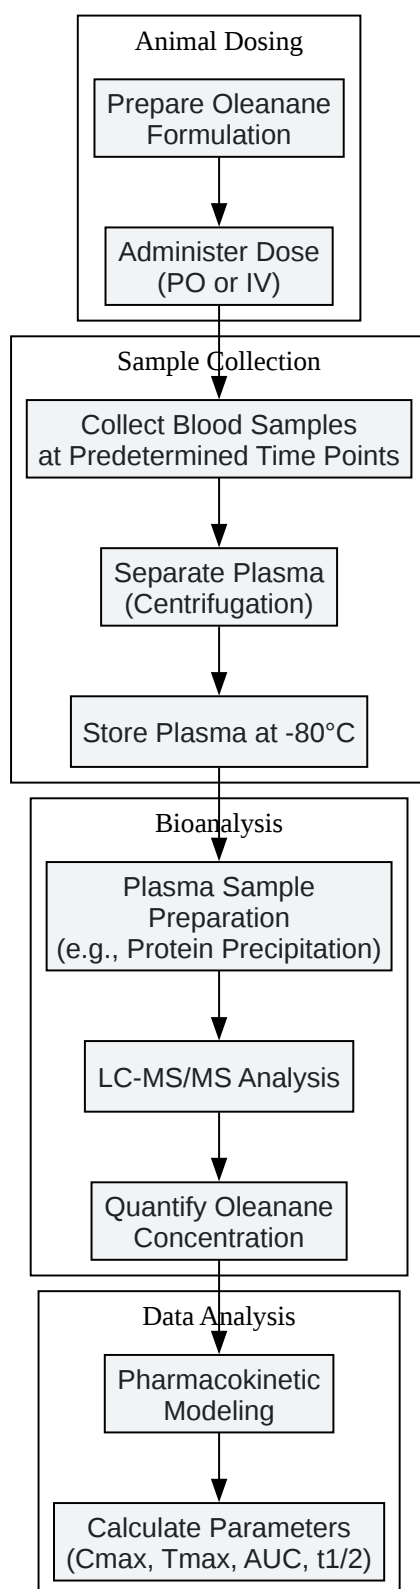 Animal Dosing
Prepare Oleanane
Formulation
Administer Dose
(PO or IV)
Sample Collection
Collect Blood Samples
at Predetermined Time Points
Separate Plasma
(Centrifugation)
Store Plasma at -80°C
Bioanalysis
Plasma Sample
Preparation
(e.g., Protein Precipitation)
LC-MS/MS Analysis
Quantify Oleanane
Concentration
Data Analysis
Pharmacokinetic
Modeling
Calculate Parameters
(Cmax, Tmax, AUC, t1/2)